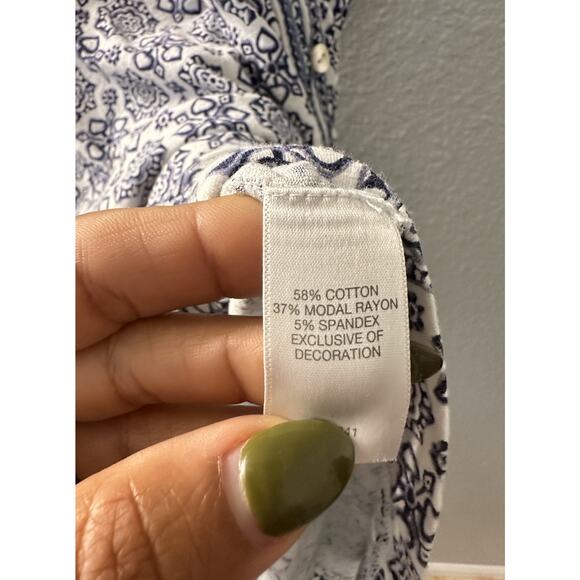 58% COTTON
37% MODAL RAYON
5% SPANDEX
EXCLUSIVE OF
DECORATION